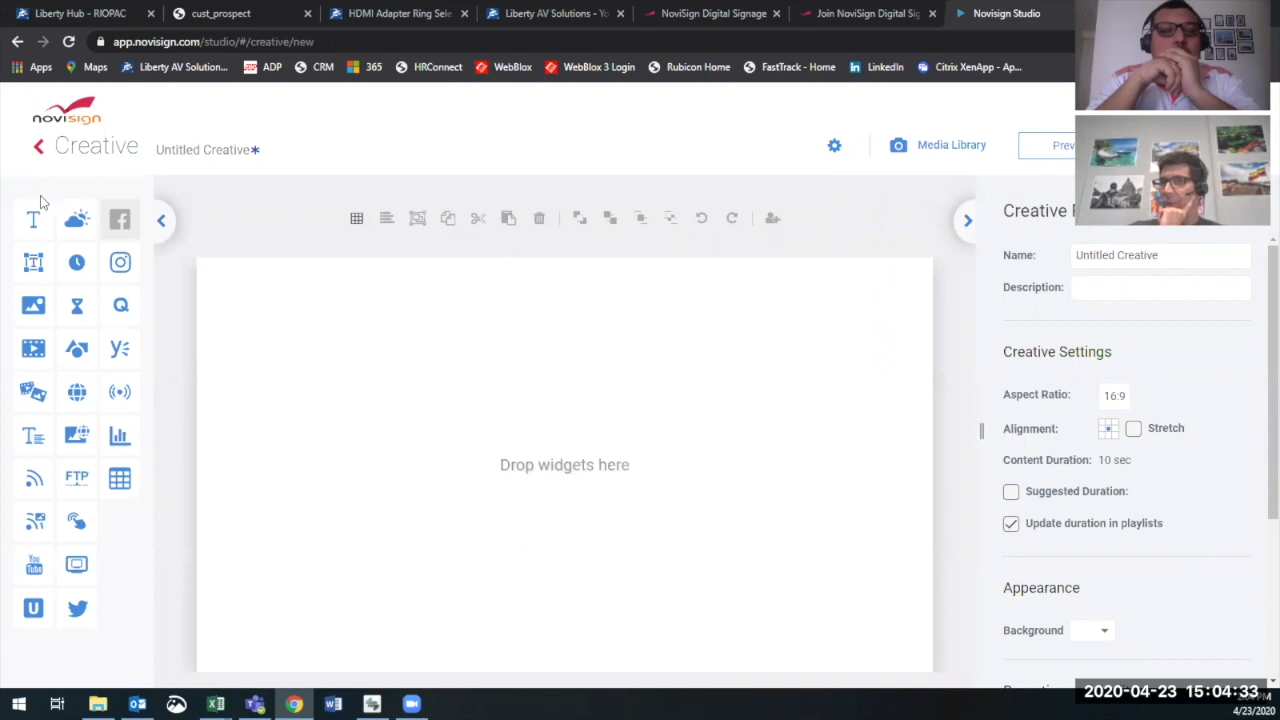 Liberty Hub - RIOPAC
cust_prospect
HDMI Adapter Ring Sele
Liberty AV Solutions - Yo
NoviSign Digital Signage
Join NoviSign Digital Sig
Novisign Studio
app.novisign.com/studio/#/creative/new
Apps
Maps
Liberty AV Solution...
ADP
CRM
365
HRConnect
WebBlox
WebBlox 3 Login
Rubicon Home
FastTrack - Home
LinkedIn
Citrix XenApp - Ap...
novisign
Creative
Untitled Creative*
Media Library
Prev
Creative
Name:
Untitled Creative
Description:
Creative Settings
Aspect Ratio:
16:9
Alignment:
Stretch
Content Duration: 10 sec
Suggested Duration:
Update duration in playlists
Appearance
Background
T
T
Q
T
FTP
You
Tube
U
Drop widgets here
2020-04-23 15:04:33
4/23/2020